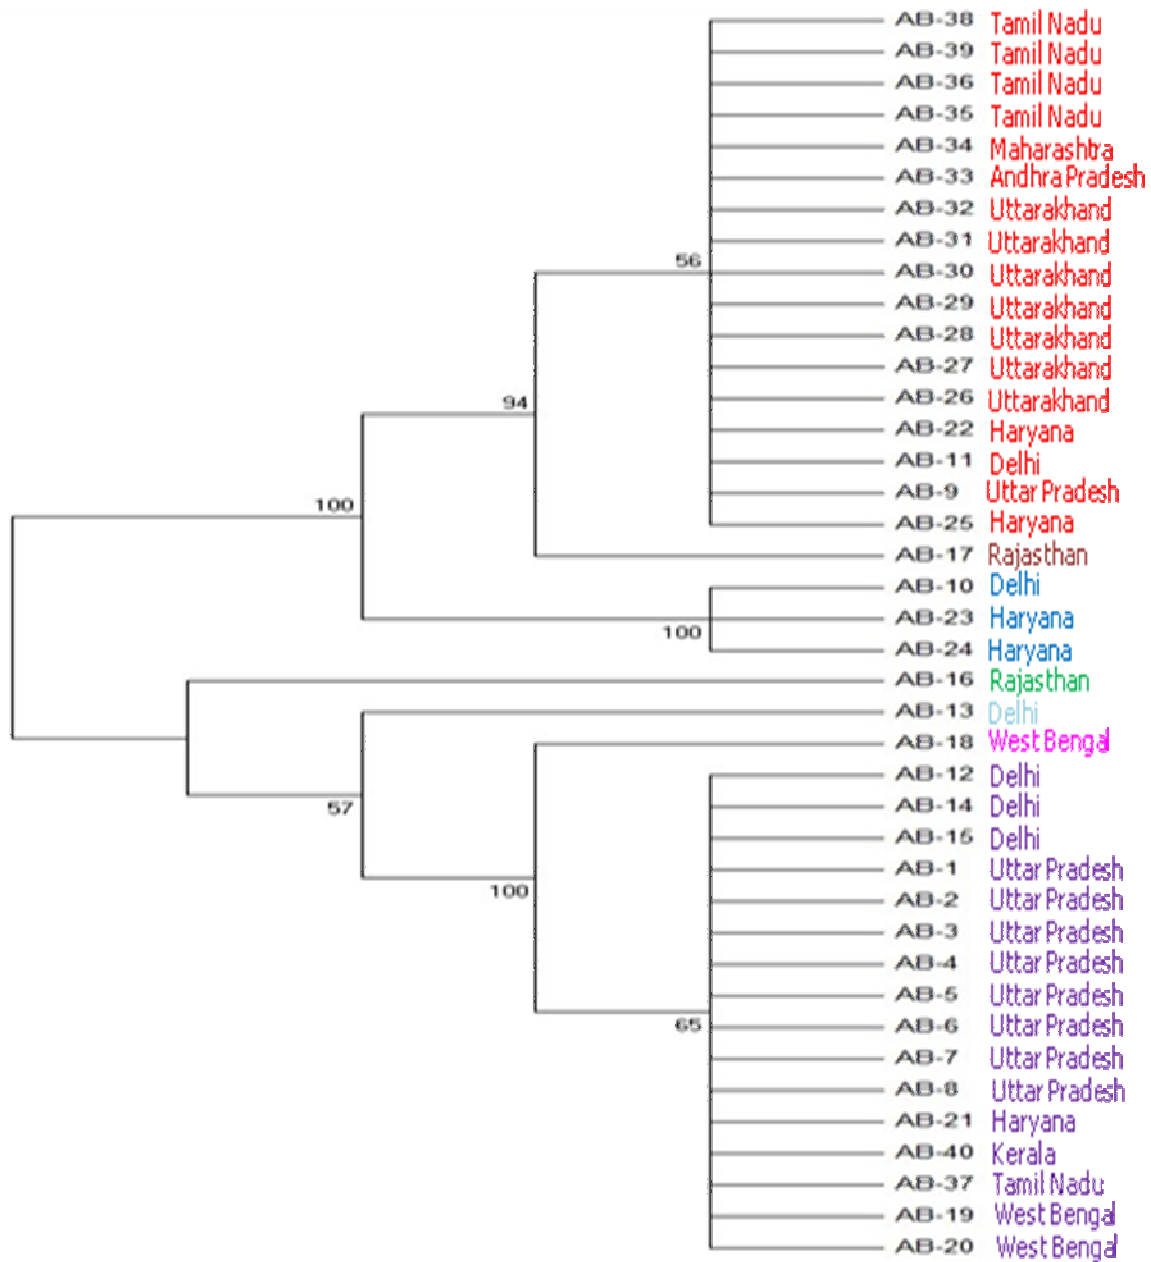 AB-38 Tamil Nadu
AB-39 Tamil Nadu
AB-36 Tamil Nadu
AB-35 Tamil Nadu
AB-34 Maharashtra
AB-33 Andhra Pradesh
AB-32 Uttarakhand
AB-31 Uttarakhand
56
AB-30 Uttarakhand
AB-29 Uttarakhand
AB-28 Uttarakhand
AB-27 Uttarakhand
AB-26 Uttarakhand
94
AB-22 Haryana
AB-11 Delhi
AB-9 Uttar Pradesh
100
AB-25 Haryana
AB-17 Rajasthan
AB-10 Delhi
AB-23 Haryana
100
AB-24 Haryana
AB-16 Rajasthan
AB-13 Delhi
AB-18 West Bengal
AB-12 Delhi
AB-14 Delhi
57
AB-15 Delhi
AB-1 Uttar Pradesh
100
AB-2 Uttar Pradesh
AB-3 Uttar Pradesh
AB-4 Uttar Pradesh
AB-5 Uttar Pradesh
65
AB-6 Uttar Pradesh
AB-7 Uttar Pradesh
AB-8 Uttar Pradesh
AB-21 Haryana
AB-40 Kerala
AB-37 Tamil Nadu
AB-19 West Bengal
AB-20 West Bengal